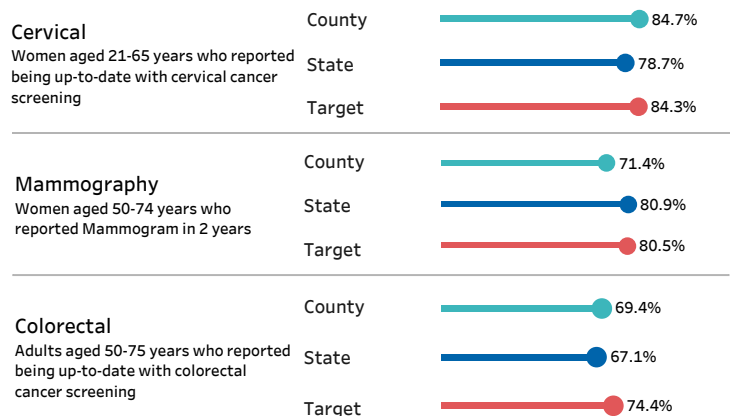 Cervical
Women aged 21-65 years who reported
being up-to-date with cervical cancer
screening
County
84.7%
State
78.7%
Target
84.3%
Mammography
Women aged 50-74 years who
reported Mammogram in 2 years
County
71.4%
State
80.9%
Target
80.5%
Colorectal
Adults aged 50-75 years who reported
being up-to-date with colorectal
cancer screening
County
69.4%
State
67.1%
Target
74.4%